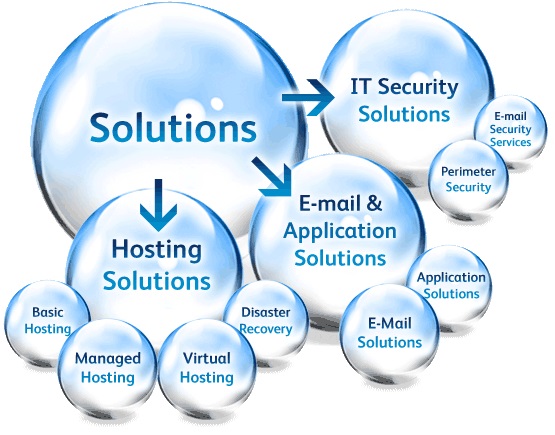 Solutions
IT Security
Solutions
E-mail
Security
Services
Perimeter
Security
E-mail &
Application
Solutions
Application
Solutions
E-Mail
Solutions
Hosting
Solutions
Basic
Hosting
Managed
Hosting
Virtual
Hosting
Disaster
Recovery